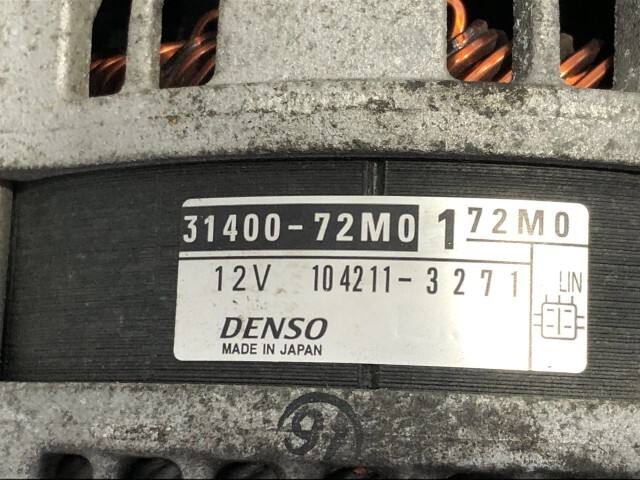 31400-72M0 1 72M0
12V 104211-3271 LIN
DENSO
MADE IN JAPAN